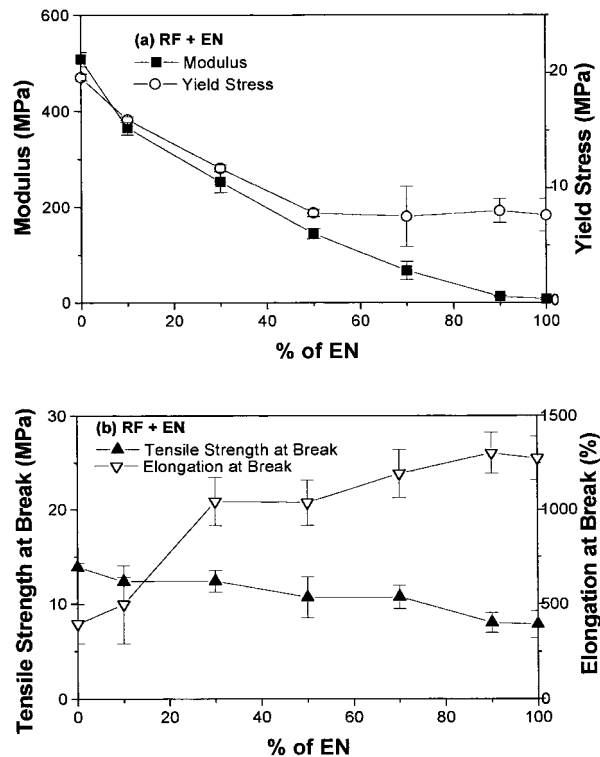 600
(a) RF + EN
Modulus
Yield Stress
20
400
Modulus (MPa)
Yield Stress (MPa)
10
200
0
0
0 20 40 60 80 100
% of EN
30
1500
(b) RF + EN
Tensile Strength at Break
Elongation at Break
20
1000
Tensile Strength at Break (MPa)
Elongation at Break (%)
10
500
0
0
0 20 40 60 80 100
% of EN